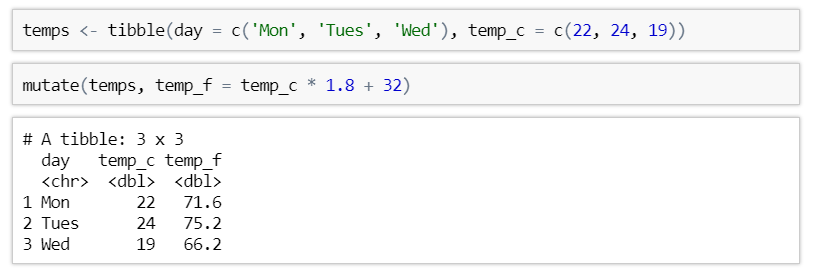 temps <- tibble(day = c('Mon', 'Tues', 'Wed'), temp_c = c(22, 24, 19))
mutate(temps, temp_f = temp_c * 1.8 + 32)
# A tibble: 3 x 3
  day   temp_c temp_f
  <chr>  <dbl>  <dbl>
1 Mon       22   71.6
2 Tues      24   75.2
3 Wed       19   66.2